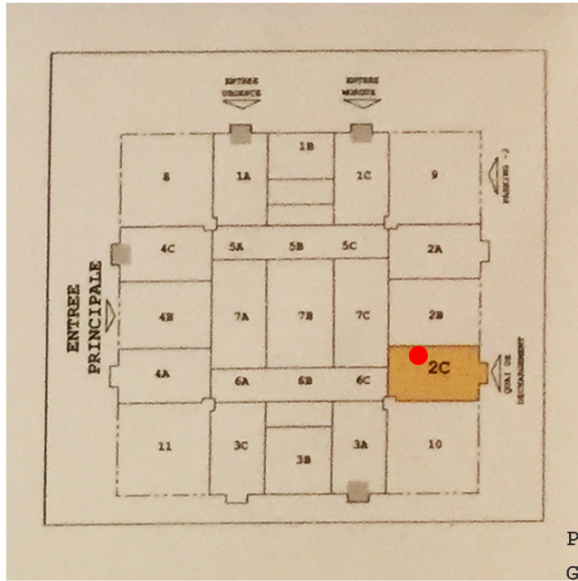 ENTREE
URGENCE
ENTREE
MORGUE
1B
8
1A
1C
9
PARKING -2
4C
5A
5B
5C
2A
ENTREE
PRINCIPALE
4B
7A
7B
7C
2B
4A
6A
6B
6C
2C
QUAI DE
DECHARGEMENT
11
3C
3B
3A
10
P
G